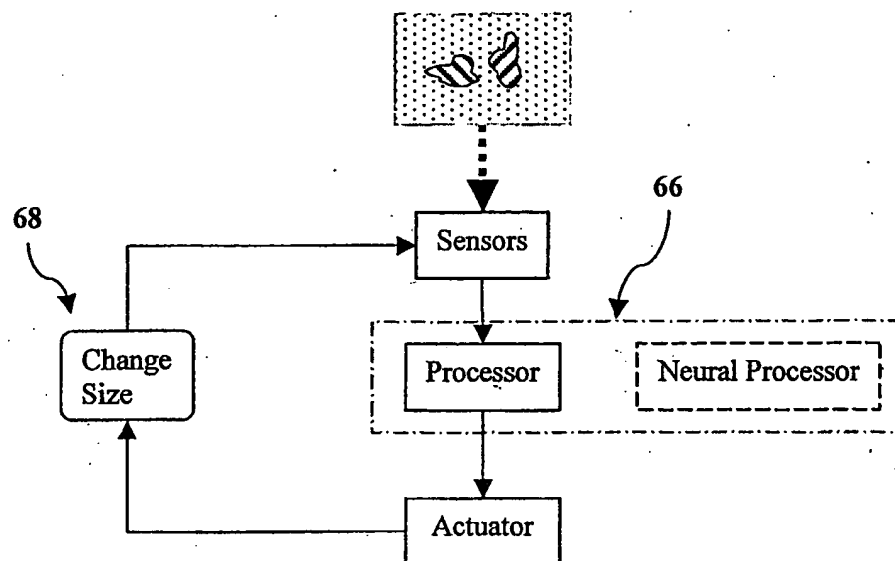 66
68
Sensors
Change
Size
Processor
Neural Processor
Actuator